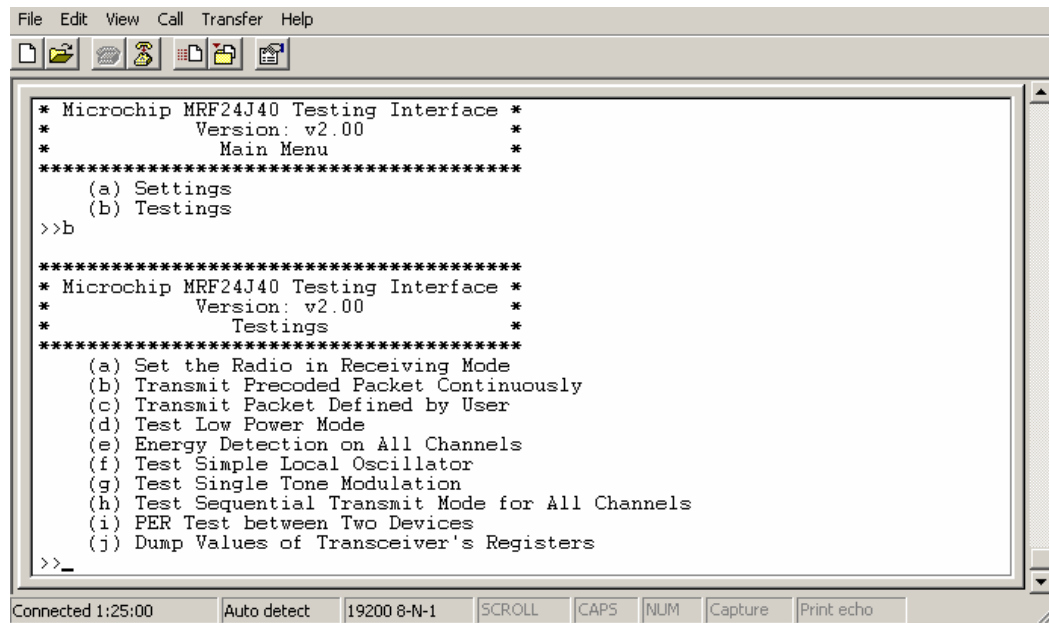 File Edit View Call Transfer Help
* Microchip MRF24J40 Testing Interface *
* Version: v2.00 *
* Main Menu *
****************************************
(a) Settings
(b) Testings
>>b
****************************************
* Microchip MRF24J40 Testing Interface *
* Version: v2.00 *
* Testings *
****************************************
(a) Set the Radio in Receiving Mode
(b) Transmit Precoded Packet Continuously
(c) Transmit Packet Defined by User
(d) Test Low Power Mode
(e) Energy Detection on All Channels
(f) Test Simple Local Oscillator
(g) Test Single Tone Modulation
(h) Test Sequential Transmit Mode for All Channels
(i) PER Test between Two Devices
(j) Dump Values of Transceiver's Registers
>>_
Connected 1:25:00 Auto detect 19200 8-N-1 SCROLL CAPS NUM Capture Print echo